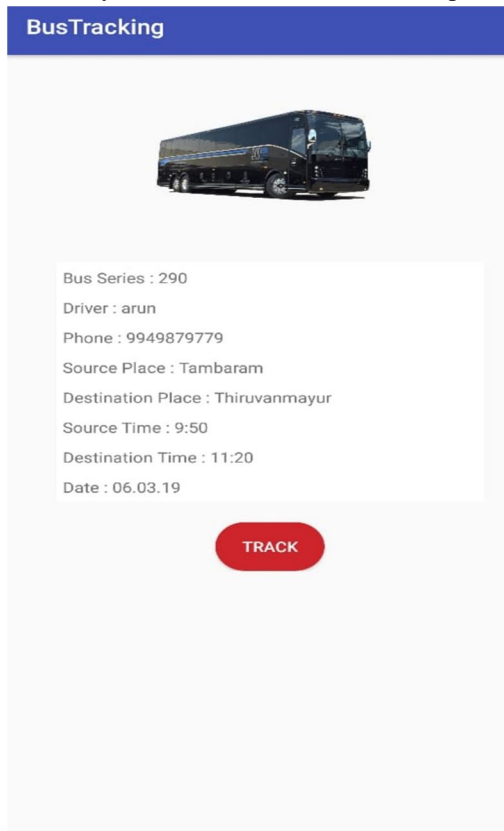 BusTracking
Bus Series : 290
Driver : arun
Phone : 9949879779
Source Place : Tambaram
Destination Place : Thiruvanmayur
Source Time : 9:50
Destination Time : 11:20
Date : 06.03.19
TRACK